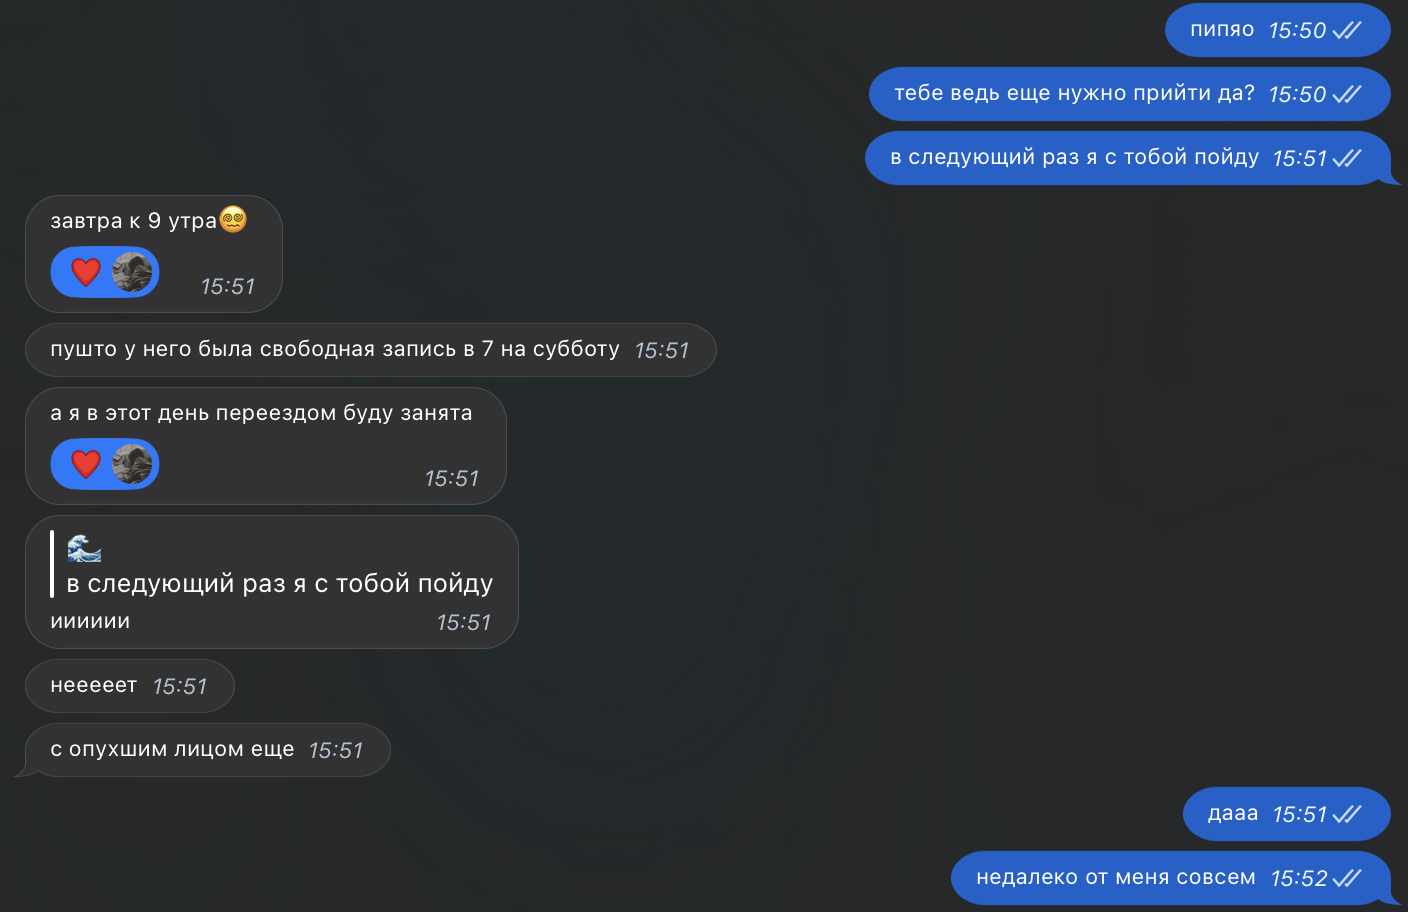 пипяо 15:50
тебе ведь еще нужно прийти да? 15:50
в следующий раз я с тобой пойду 15:51
завтра к 9 утра😵‍💫
❤️ 15:51
пушто у него была свободная запись в 7 на субботу 15:51
а я в этот день переездом буду занята
❤️ 15:51
🌊
в следующий раз я с тобой пойду
ииииии 15:51
нееееет 15:51
с опухшим лицом еще 15:51
дааа 15:51
недалеко от меня совсем 15:52